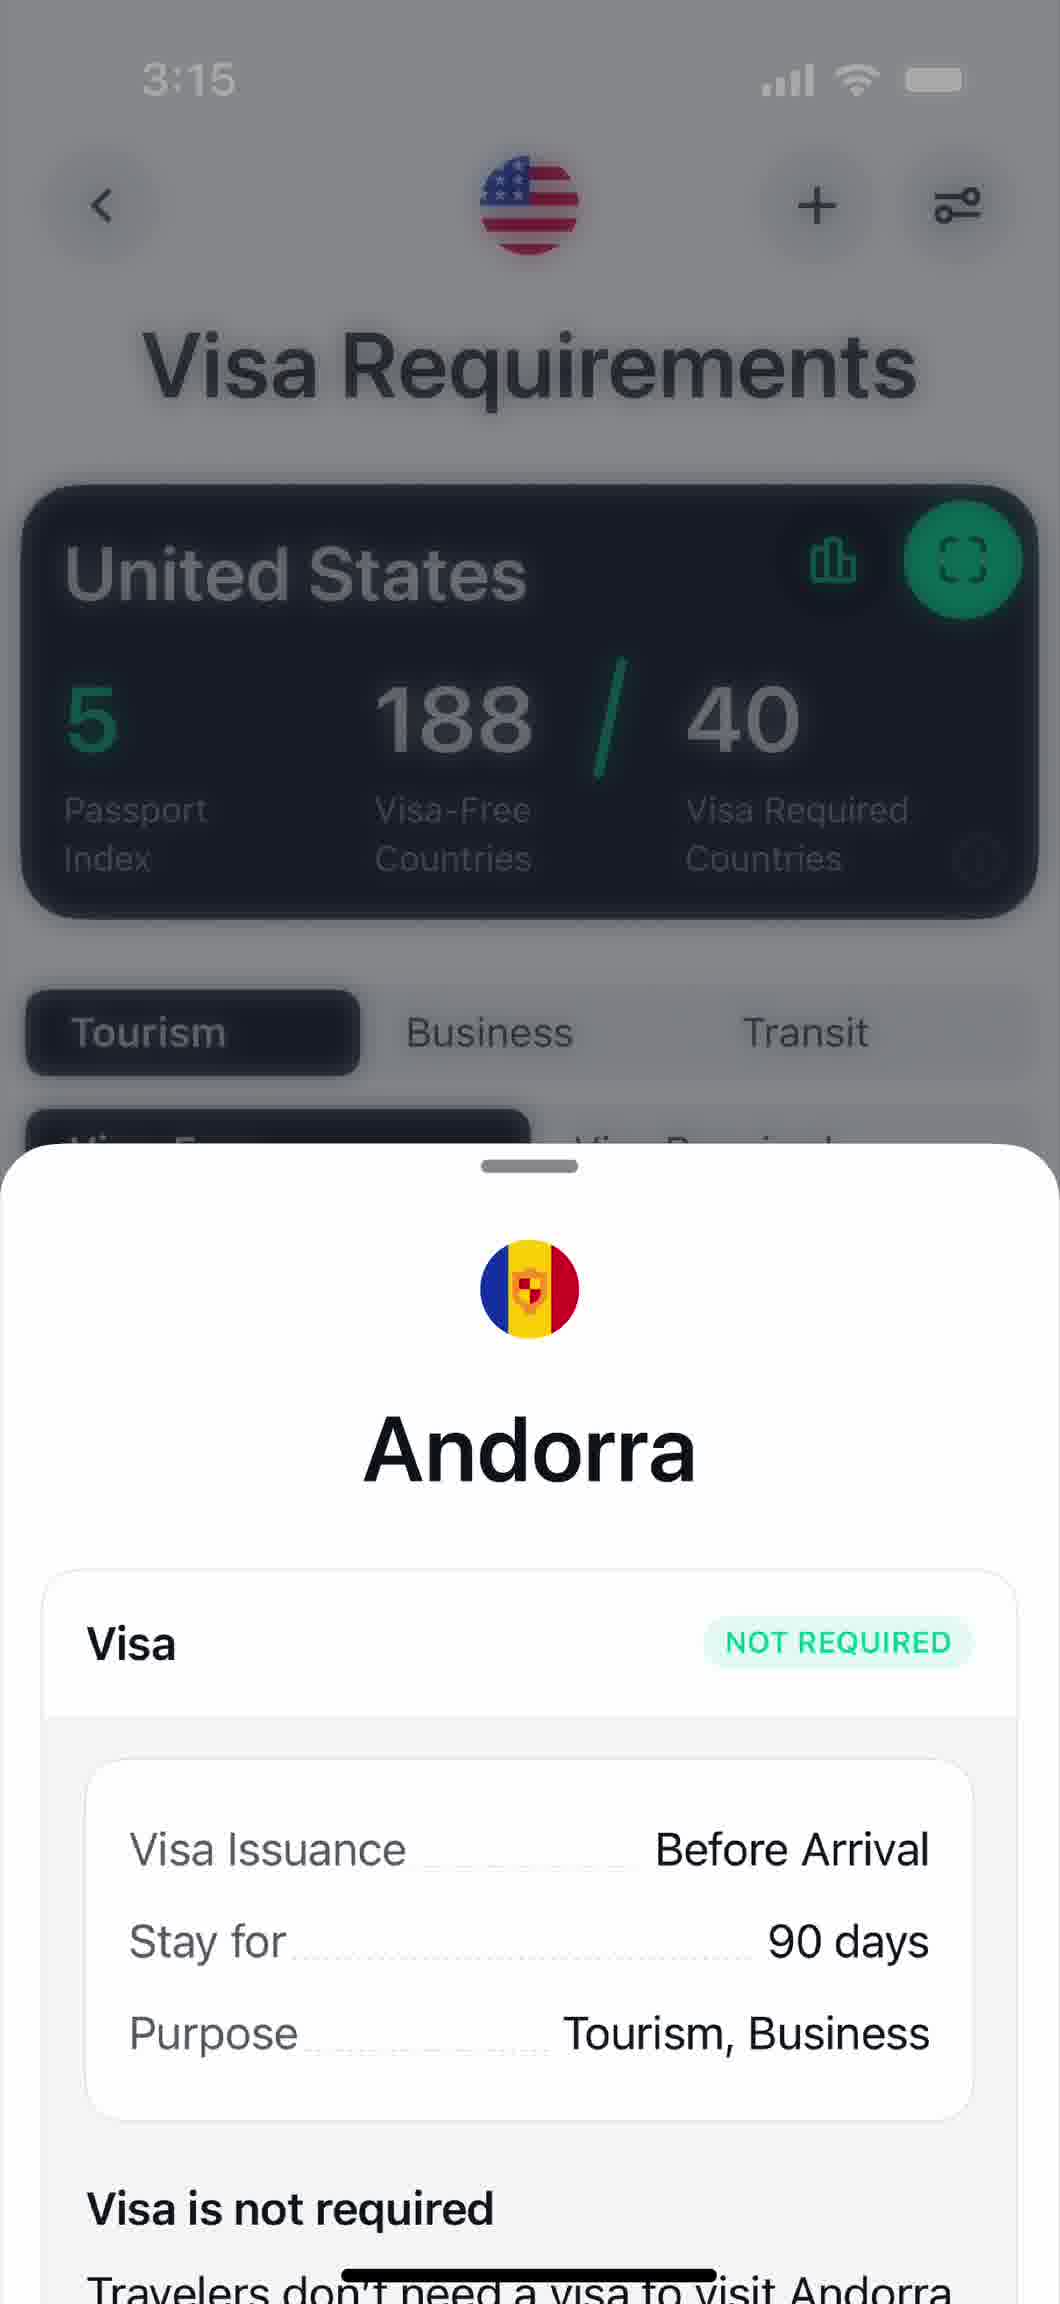 3:15
Visa Requirements
United States
5 188 / 40
Passport Index
Visa-Free Countries
Visa Required Countries
Tourism Business Transit
Andorra
Visa NOT REQUIRED
Visa Issuance Before Arrival
Stay for 90 days
Purpose Tourism, Business
Visa is not required
Travelers don't need a visa to visit Andorra